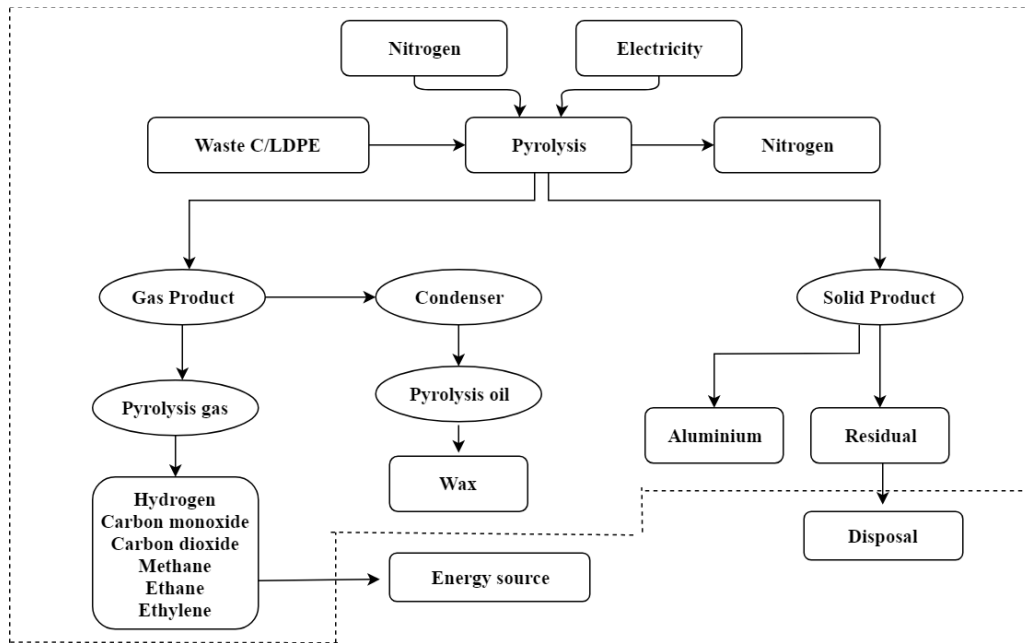 Nitrogen
Electricity
Waste C/LDPE
Pyrolysis
Nitrogen
Gas Product
Condenser
Solid Product
Pyrolysis gas
Pyrolysis oil
Aluminium
Residual
Wax
Hydrogen
Carbon monoxide
Carbon dioxide
Methane
Ethane
Ethylene
Energy source
Disposal